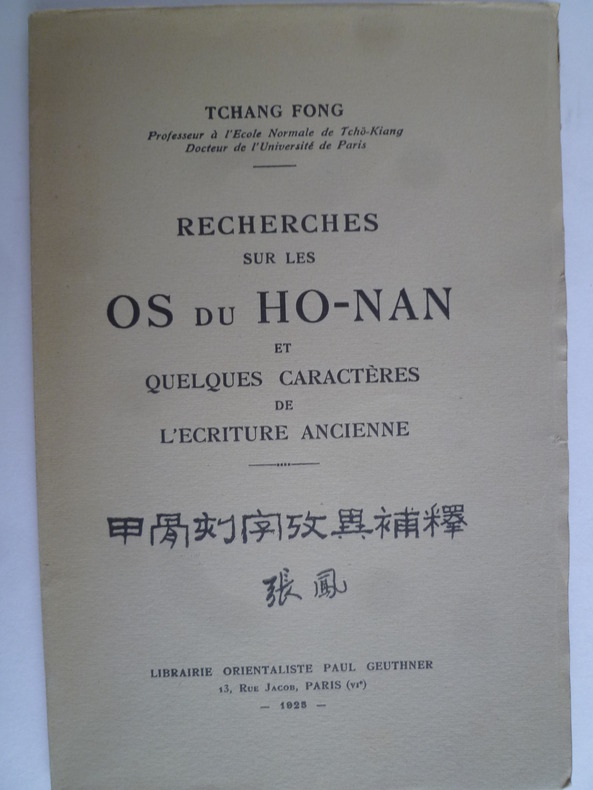 TCHANG FONG
Professeur à l'Ecole Normale de Tchö-Kiang
Docteur de l'Université de Paris
RECHERCHES
SUR LES
OS DU HO-NAN
ET
QUELQUES CARACTÈRES
DE
L'ECRITURE ANCIENNE
甲骨刻字攷異補釋
張鳳
LIBRAIRIE ORIENTALISTE PAUL GEUTHNER
13, RUE JACOB, PARIS (VIᵉ)
— 1925 —